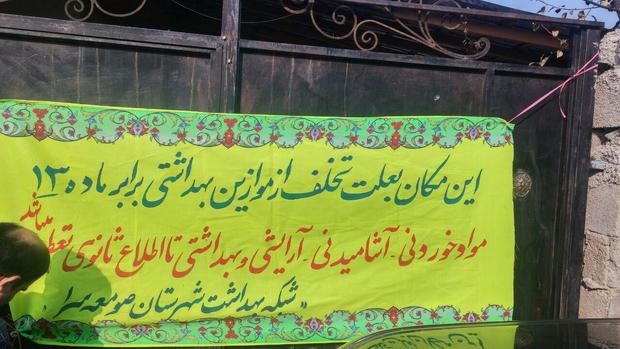 این مکان بعلت تخلف از موازین بهداشتی برابر ماده ۱۳
مواد خوردنی - آشامیدنی - آرایشی و بهداشتی تا اطلاع ثانوی تعطیل میباشد
شبکه بهداشت شهرستان صومعه سرا